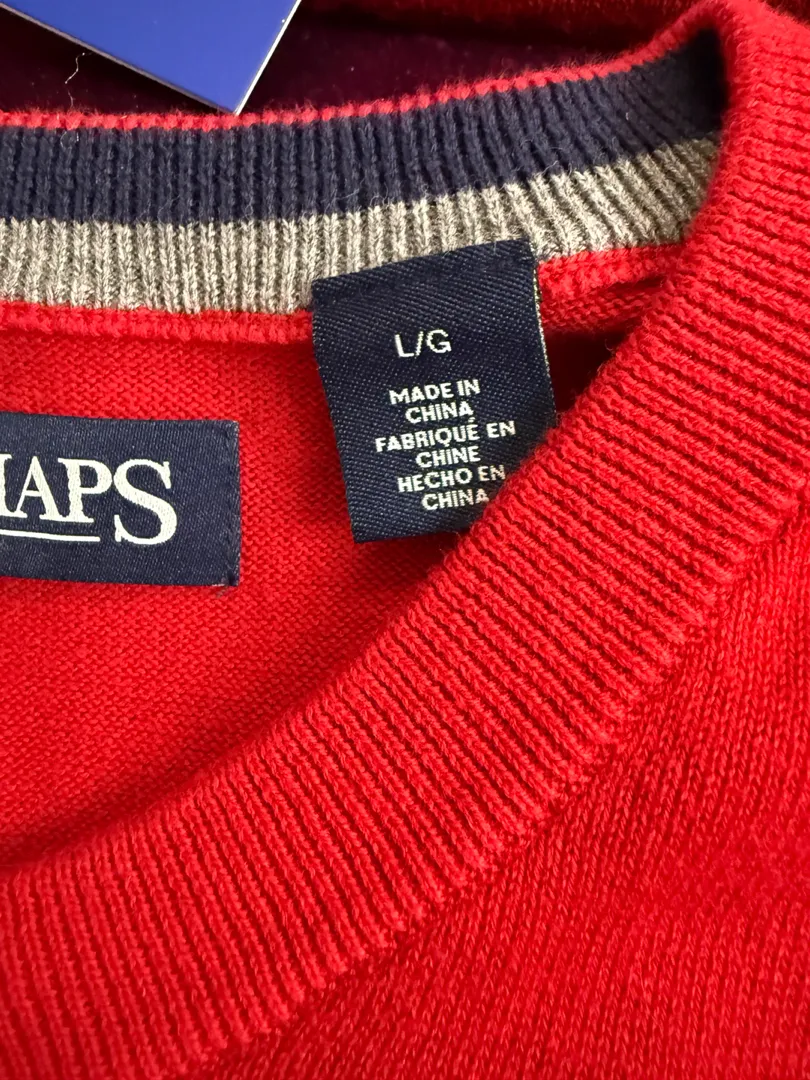 L/G
MADE IN
CHINA
FABRIQUÉ EN
CHINE
HECHO EN
CHINA
HAPS